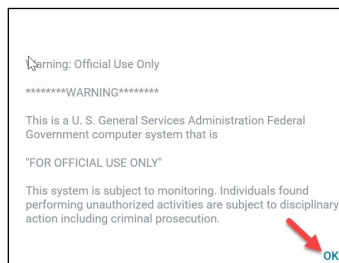 Warning: Official Use Only
********WARNING********
This is a U. S. General Services Administration Federal
Government computer system that is
"FOR OFFICIAL USE ONLY"
This system is subject to monitoring. Individuals found
performing unauthorized activities are subject to disciplinary
action including criminal prosecution.
OK